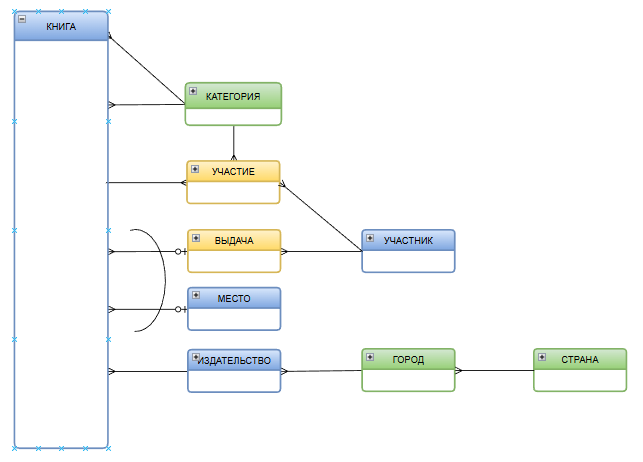 КНИГА
КАТЕГОРИЯ
УЧАСТИЕ
ВЫДАЧА
УЧАСТНИК
МЕСТО
ИЗДАТЕЛЬСТВО
ГОРОД
СТРАНА